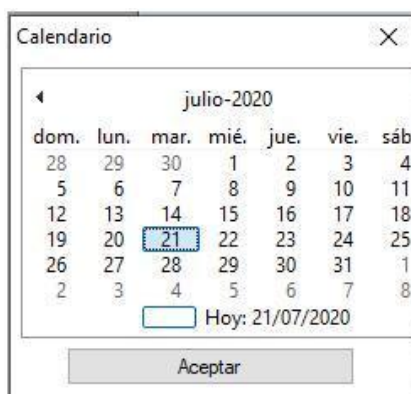 Calendario
julio-2020
dom. lun. mar. mié. jue. vie. sáb
28 29 30 1 2 3 4
5 6 7 8 9 10 11
12 13 14 15 16 17 18
19 20 21 22 23 24 25
26 27 28 29 30 31 1
2 3 4 5 6 7 8
Hoy: 21/07/2020
Aceptar